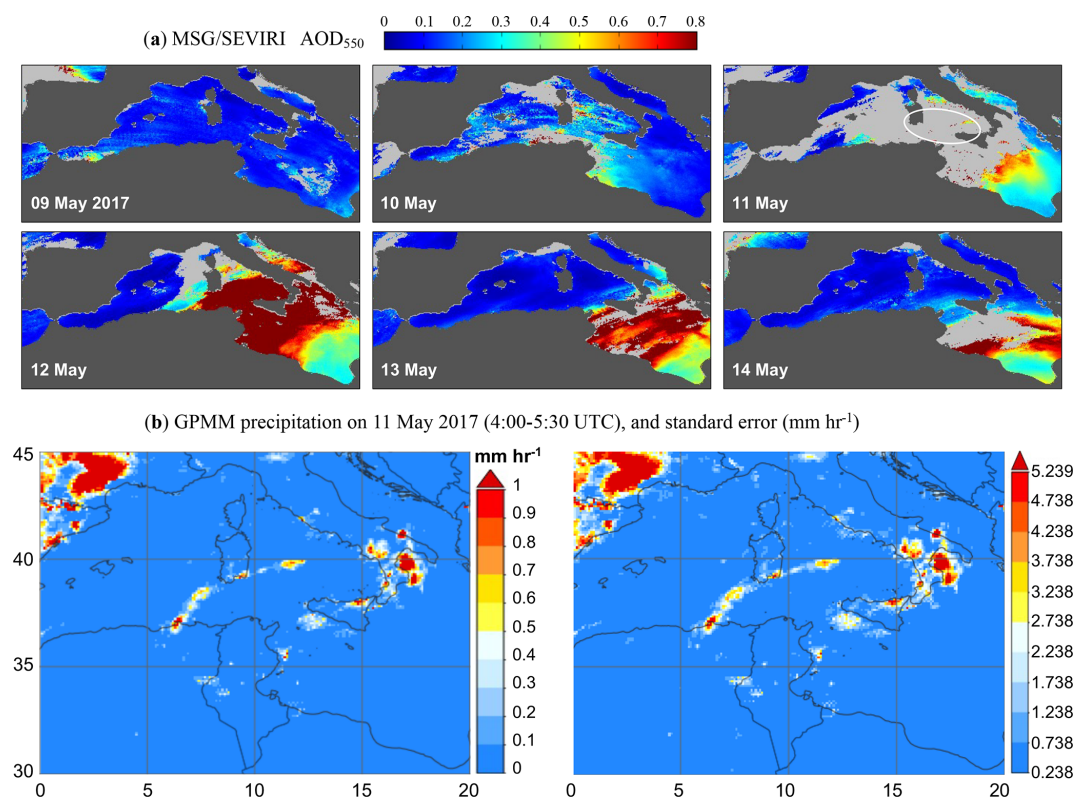 0 0.1 0.2 0.3 0.4 0.5 0.6 0.7 0.8
(a) MSG/SEVIRI AOD550
09 May 2017
10 May
11 May
12 May
13 May
14 May
(b) GPMM precipitation on 11 May 2017 (4:00-5:30 UTC), and standard error (mm hr-1)
45
40
35
30
0 5 10 15 20
mm hr-1
1
0.9
0.8
0.7
0.6
0.5
0.4
0.3
0.2
0.1
0
5.239
4.738
4.238
3.738
3.238
2.738
2.238
1.738
1.238
0.738
0.238
0 5 10 15 20